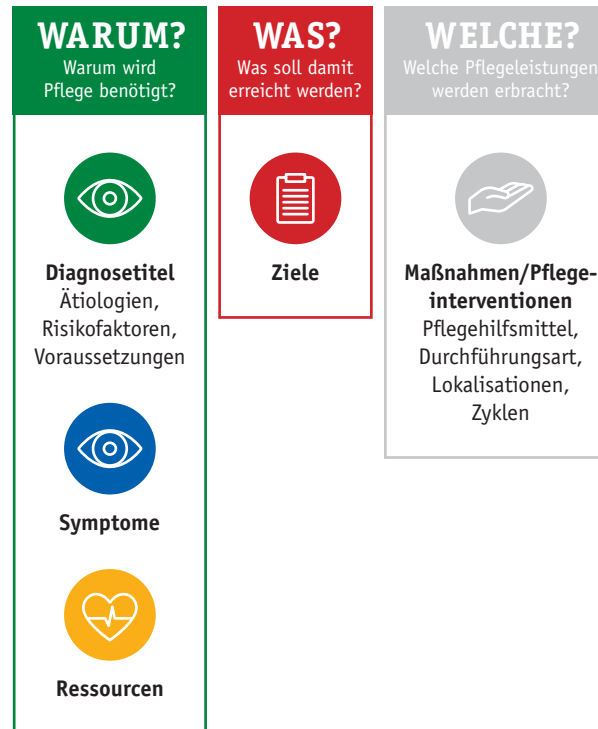 WARUM?
Warum wird
Pflege benötigt?
Diagnosetitel
Ätiologien,
Risikofaktoren,
Voraussetzungen
Symptome
Ressourcen
WAS?
Was soll damit
erreicht werden?
Ziele
WELCHE?
Welche Pflegeleistungen
werden erbracht?
Maßnahmen/Pflege-
interventionen
Pflegehilfsmittel,
Durchführungsart,
Lokalisationen,
Zyklen